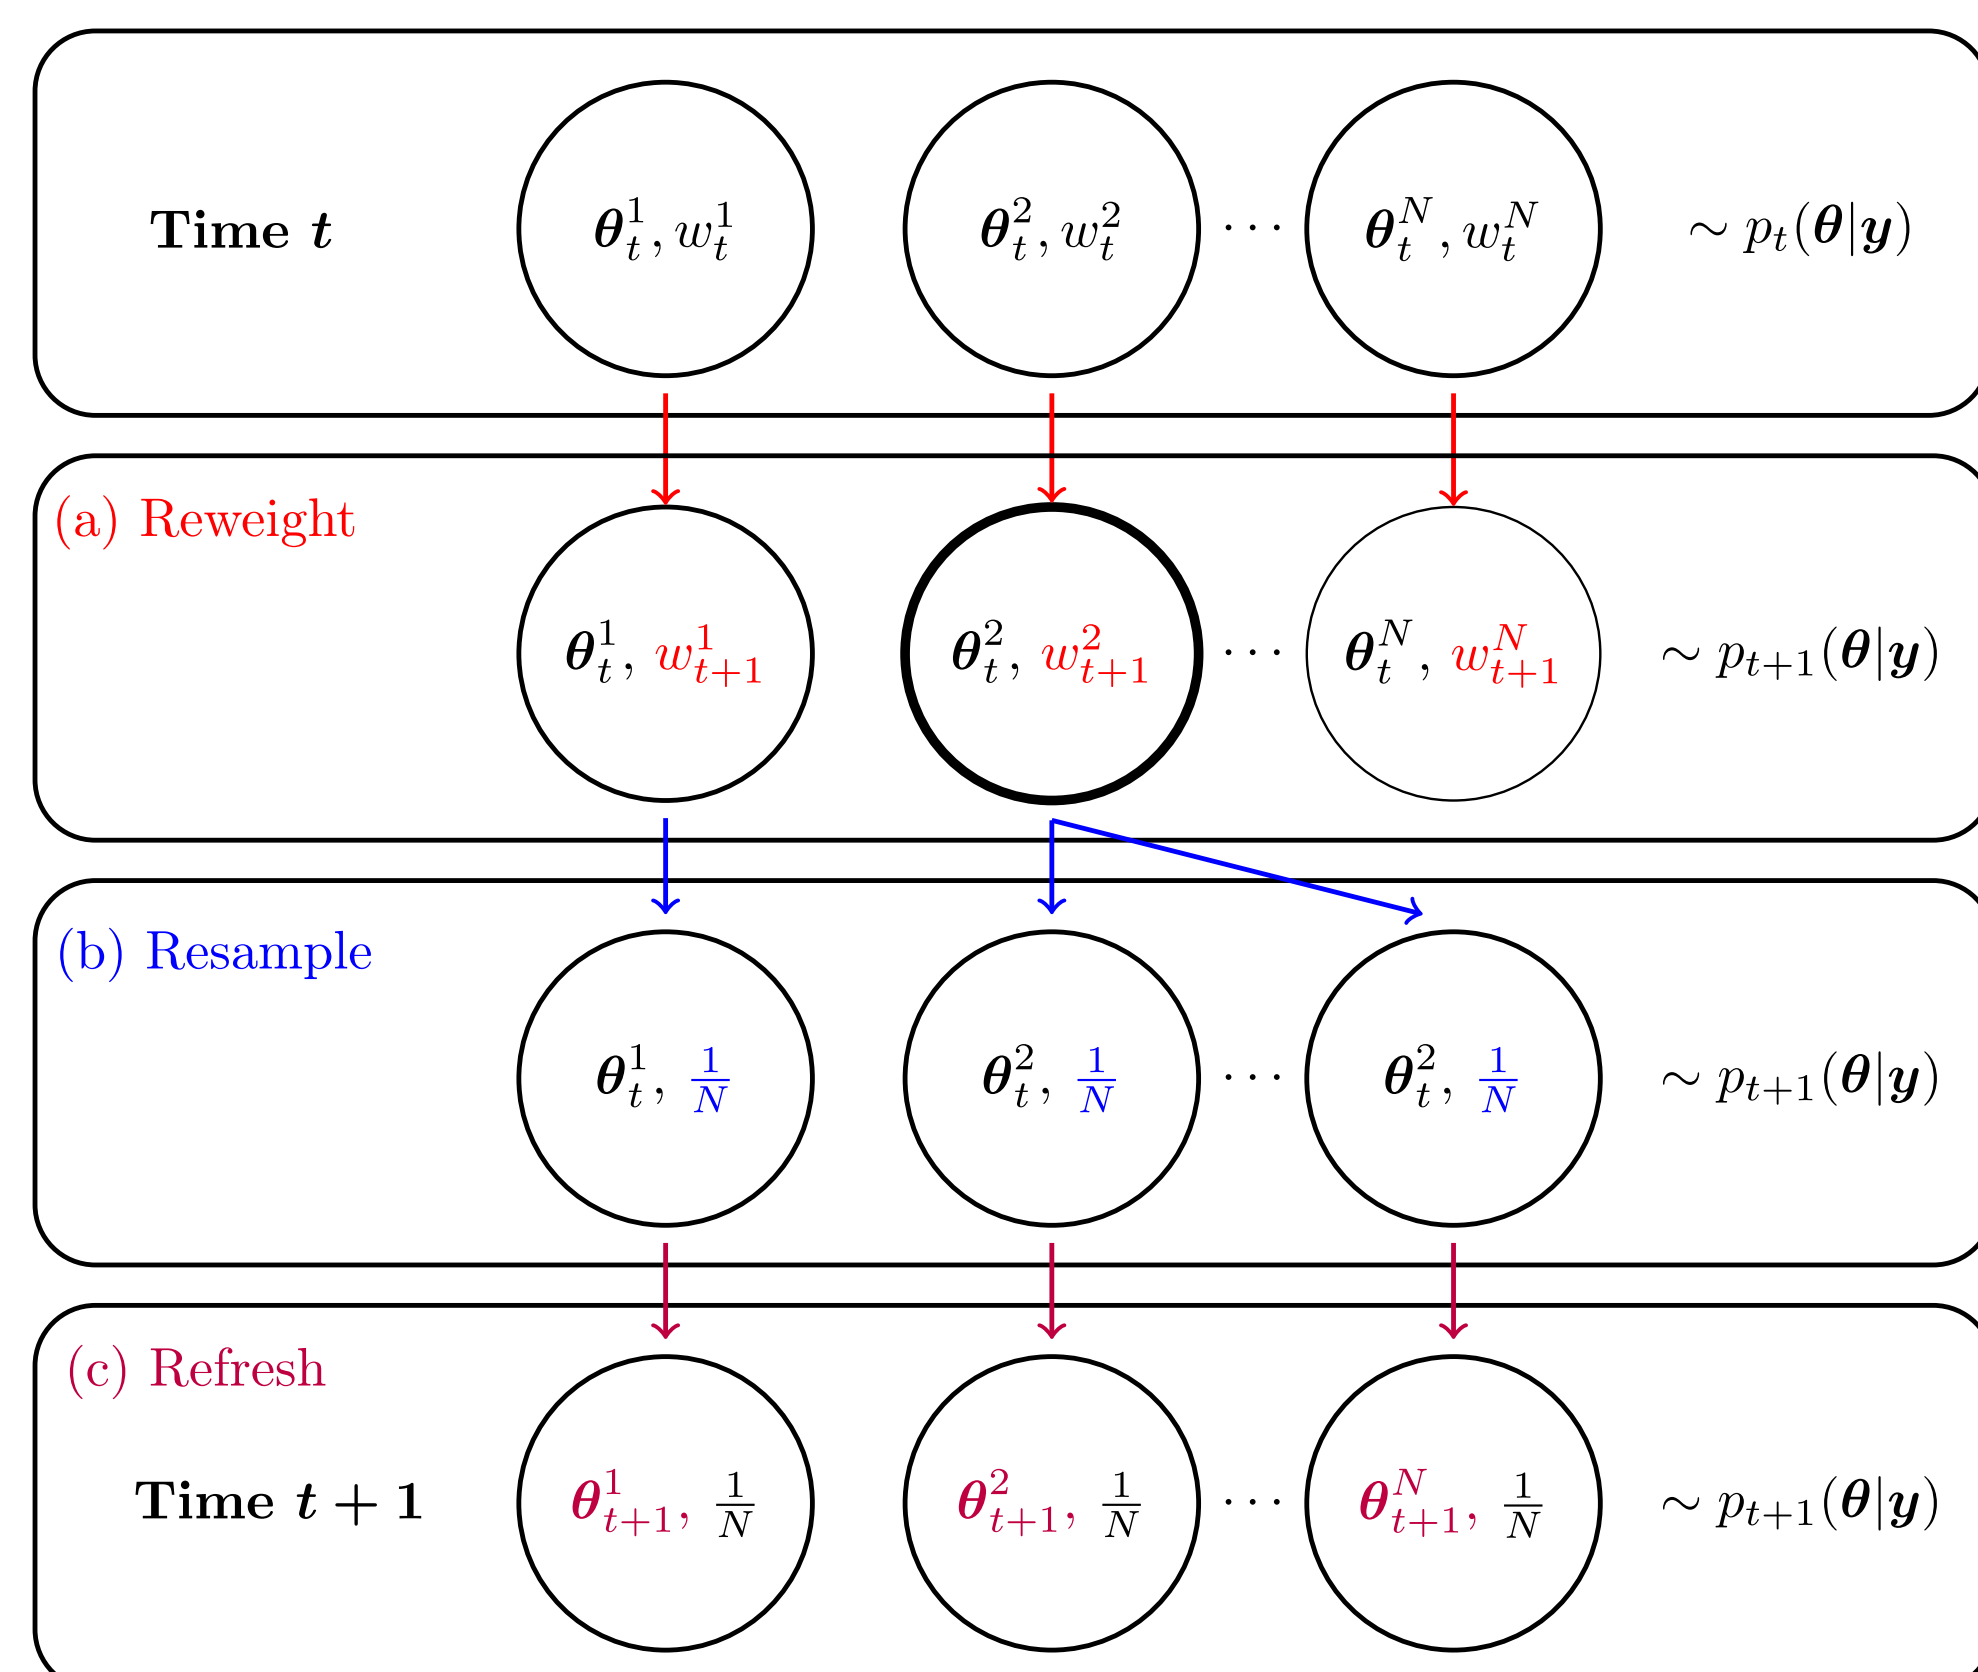 Time t θ_t^1, w_t^1 θ_t^2, w_t^2 ⋯ θ_t^N, w_t^N ∼ p_t(θ|y)
(a) Reweight
θ_t^1, w_{t+1}^1 θ_t^2, w_{t+1}^2 ⋯ θ_t^N, w_{t+1}^N ∼ p_{t+1}(θ|y)
(b) Resample
θ_t^1, 1/N θ_t^2, 1/N ⋯ θ_t^2, 1/N ∼ p_{t+1}(θ|y)
(c) Refresh
Time t + 1 θ_{t+1}^1, 1/N θ_{t+1}^2, 1/N ⋯ θ_{t+1}^N, 1/N ∼ p_{t+1}(θ|y)